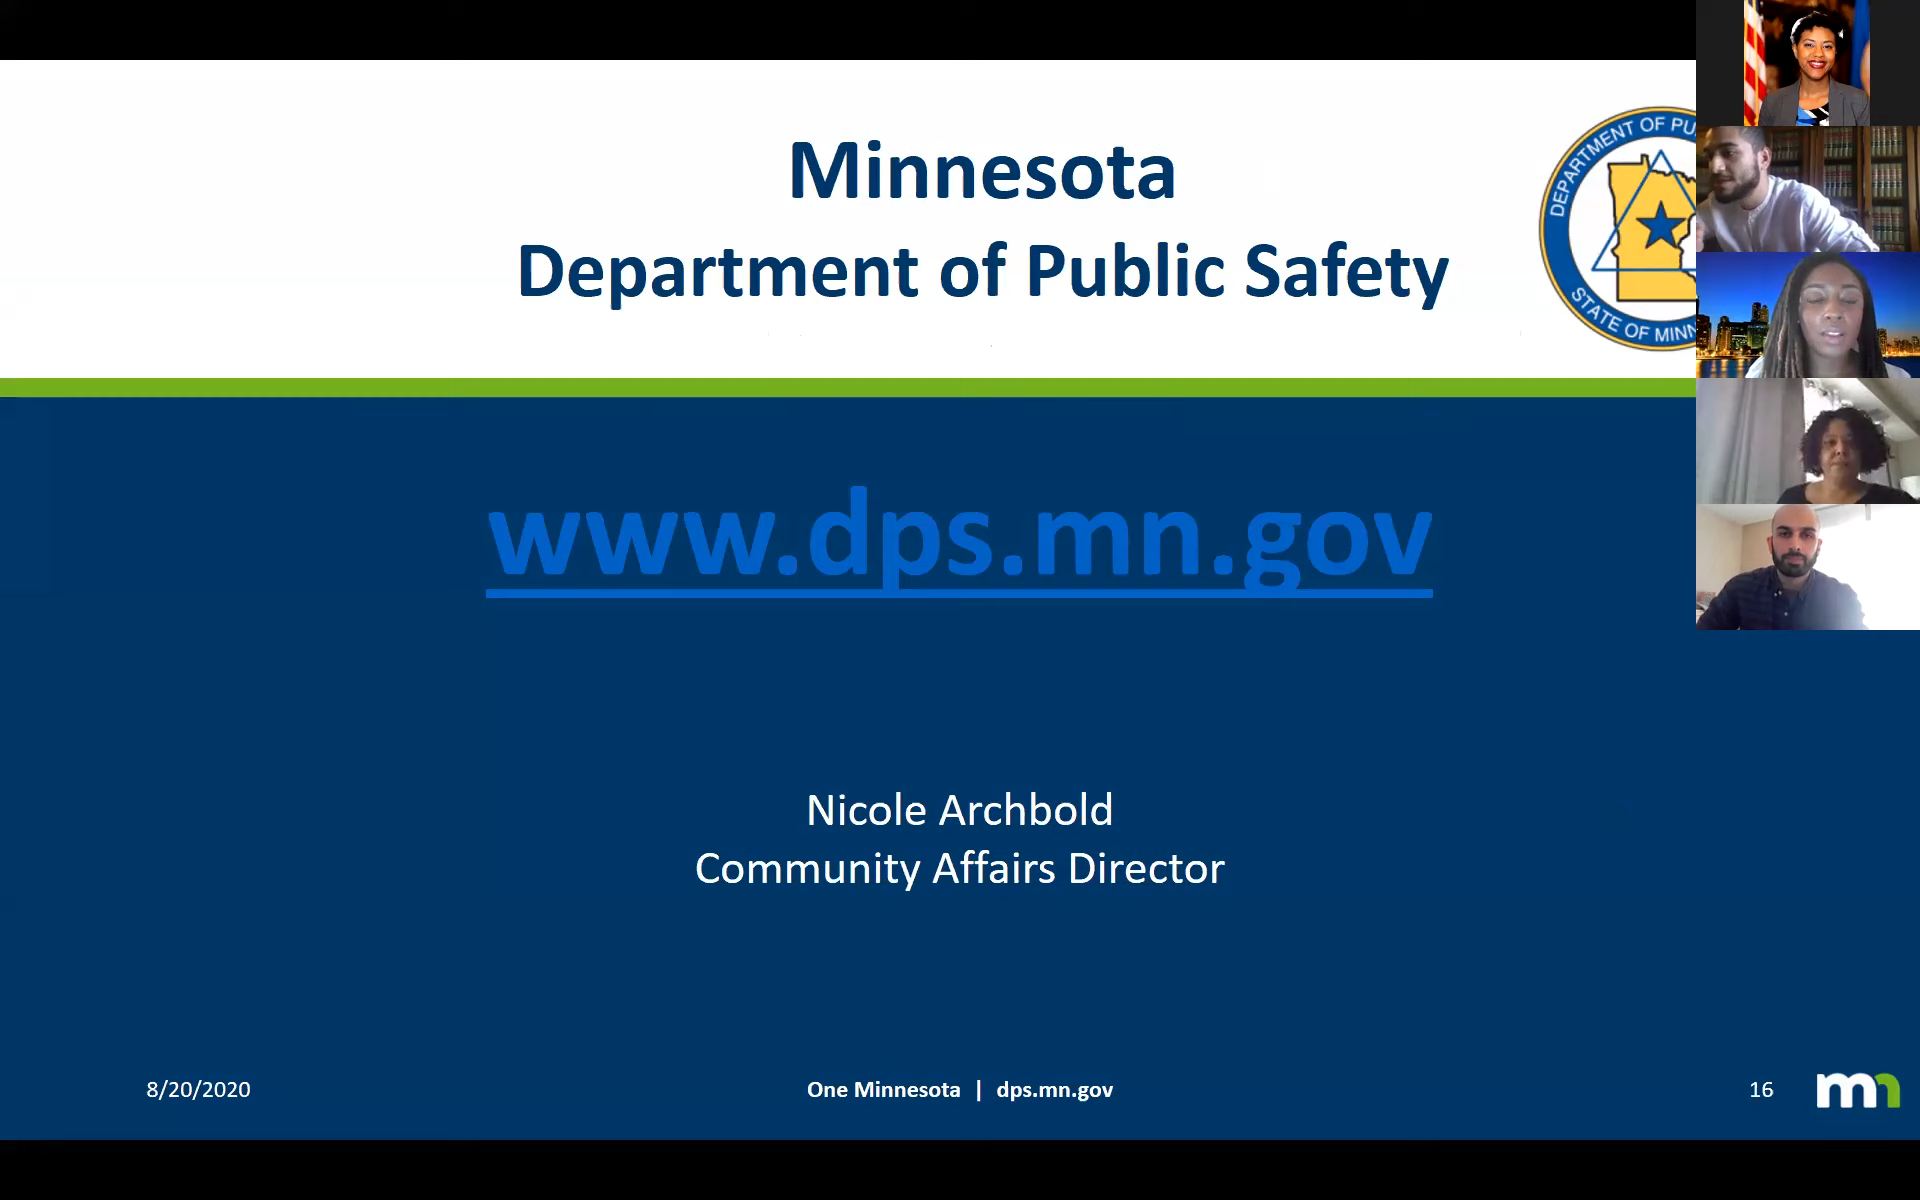 Minnesota
Department of Public Safety
DEPARTMENT OF PU
STATE OF MINN
www.dps.mn.gov
Nicole Archbold
Community Affairs Director
8/20/2020
One Minnesota | dps.mn.gov
16
mn